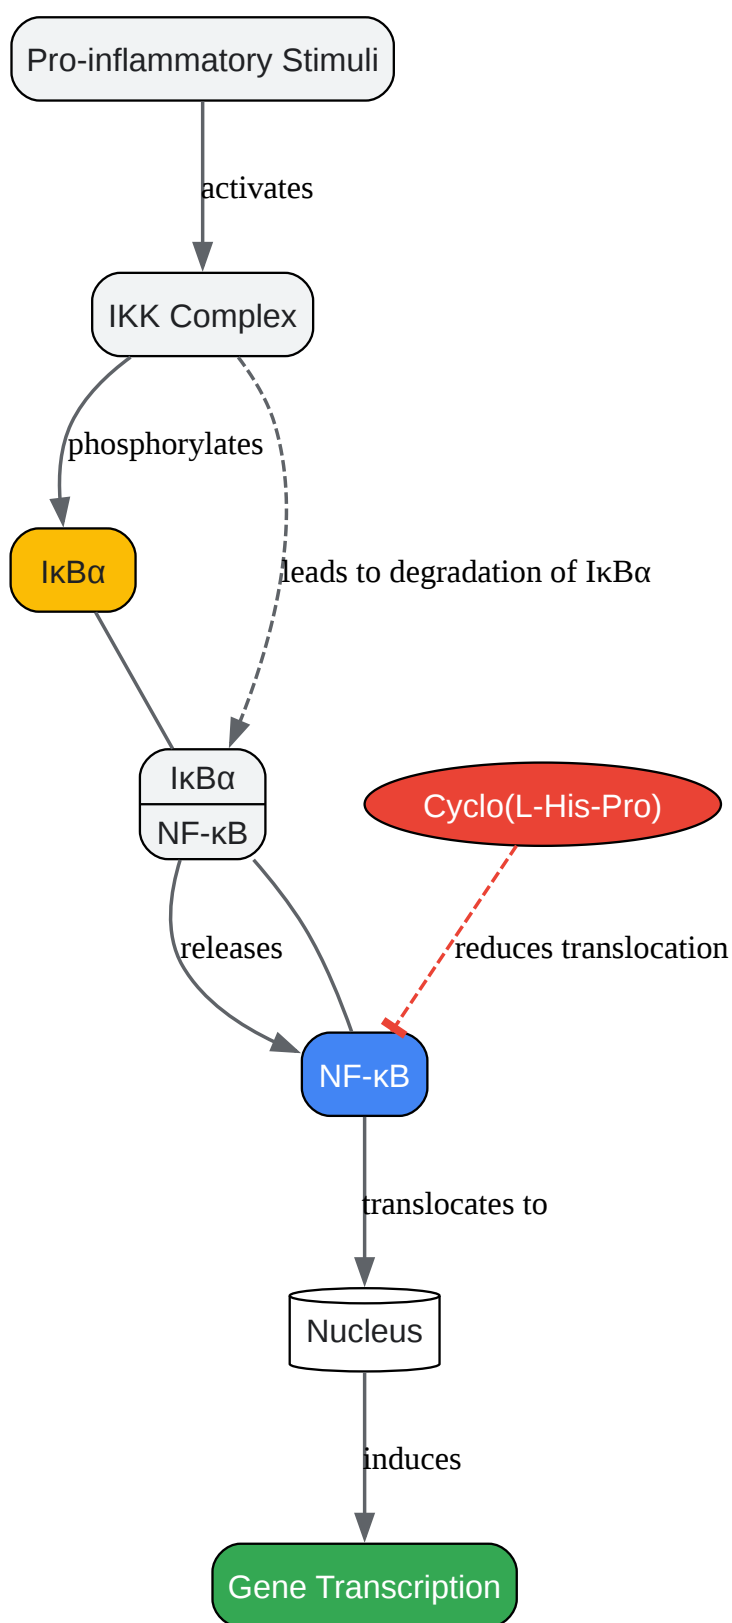 Pro-inflammatory Stimuli
activates
IKK Complex
phosphorylates
IκBα
leads to degradation of IκBα
IκBα
NF-κB
Cyclo(L-His-Pro)
releases
reduces translocation
NF-κB
translocates to
Nucleus
induces
Gene Transcription